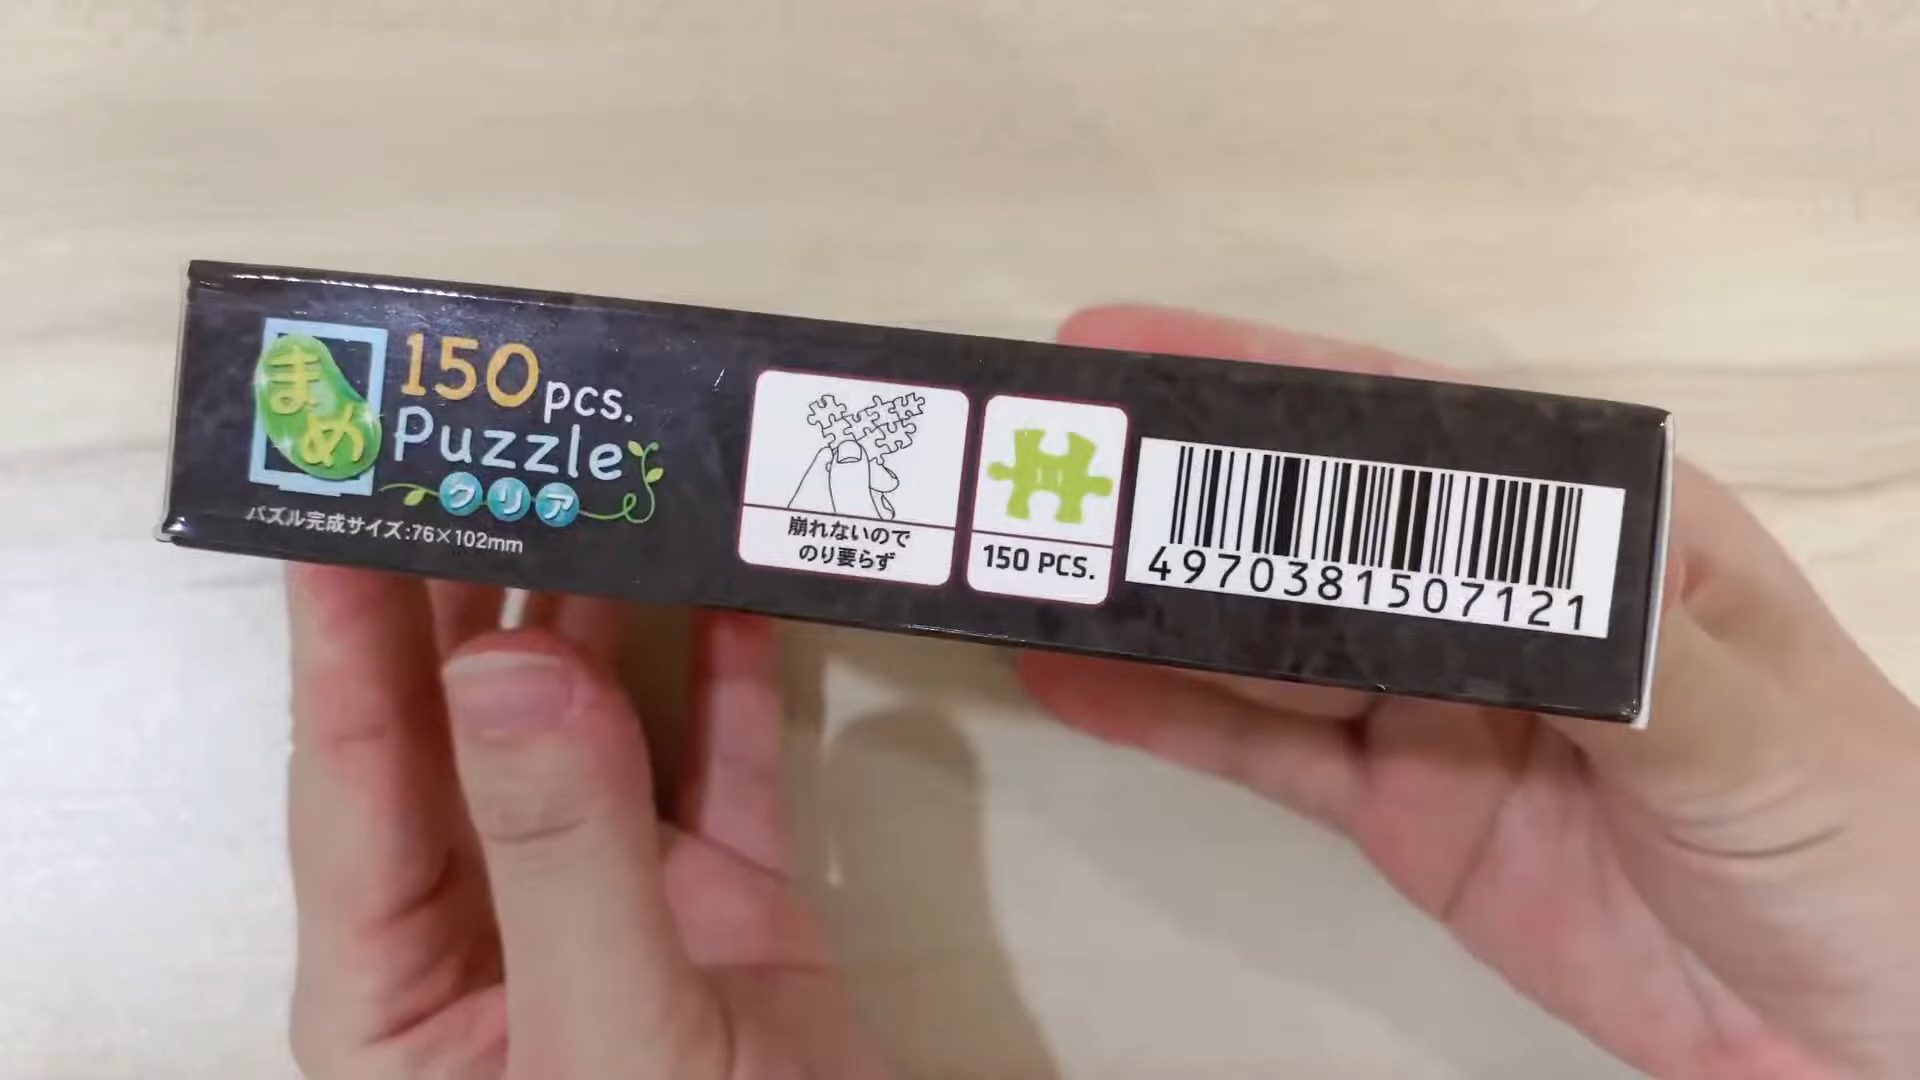 まめ
150 pcs.
Puzzle
クリア
パズル完成サイズ:76×102mm
崩れないので
のり要らず
150 PCS.
4970381507121